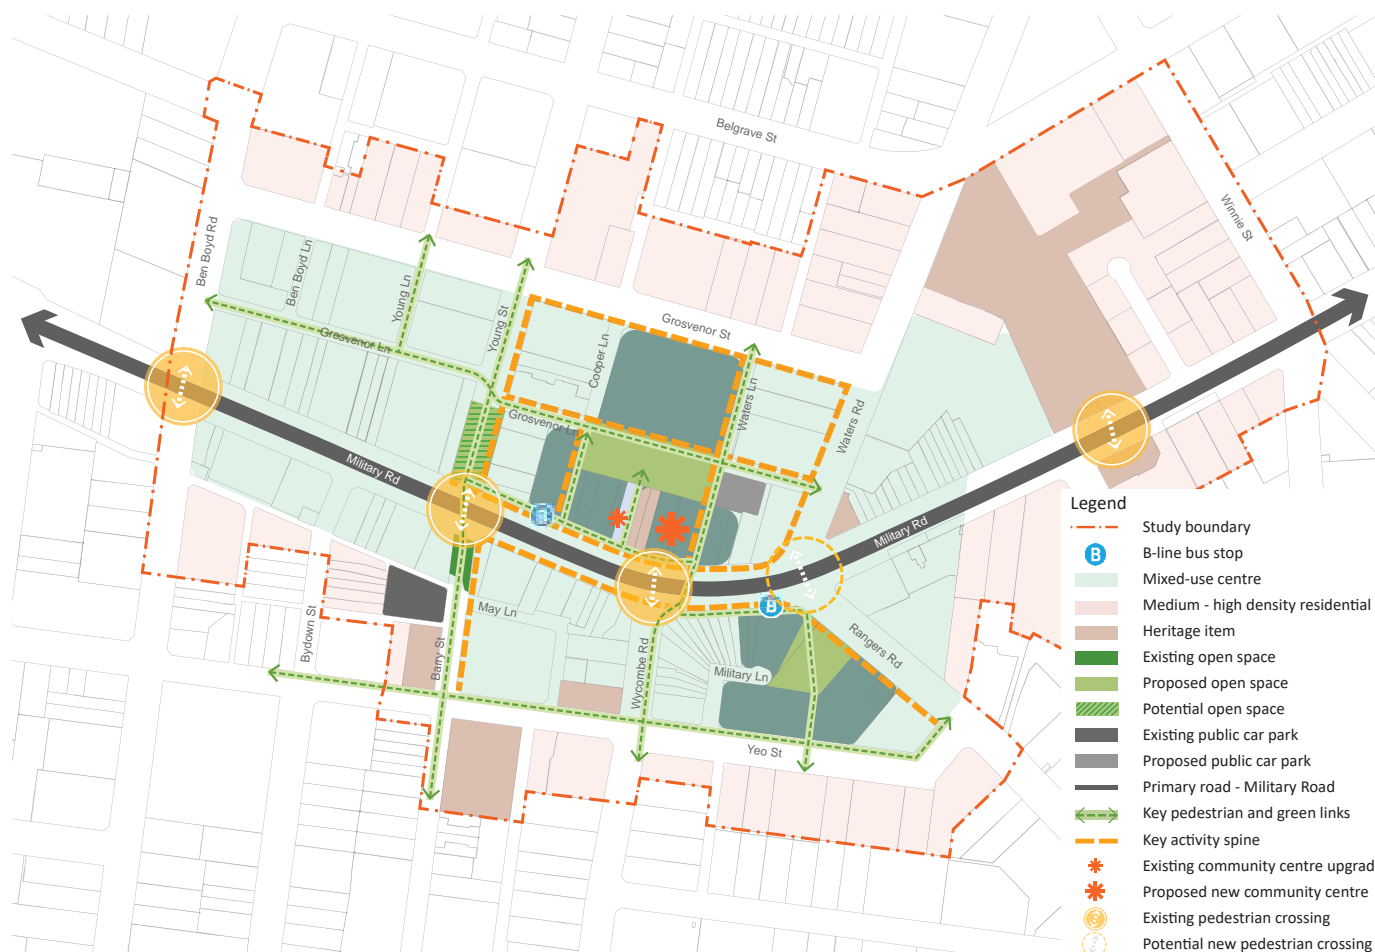 Belgrave St
Winnie St
Ben Boyd Rd
Ben Boyd Ln
Young Ln
Young St
Grosvenor Ln
Grosvenor St
Cooper Ln
Waters Ln
Waters Rd
Grosvenor Ln
Military Rd
Military Rd
B
May Ln
Bydown St
Barry St
Wycombe Rd
Military Ln
Rangers Rd
Yeo St
Legend
Study boundary
B
B-line bus stop
Mixed-use centre
Medium - high density residential
Heritage item
Existing open space
Proposed open space
Potential open space
Existing public car park
Proposed public car park
Primary road - Military Road
Key pedestrian and green links
Key activity spine
Existing community centre upgrad
Proposed new community centre
Existing pedestrian crossing
Potential new pedestrian crossing